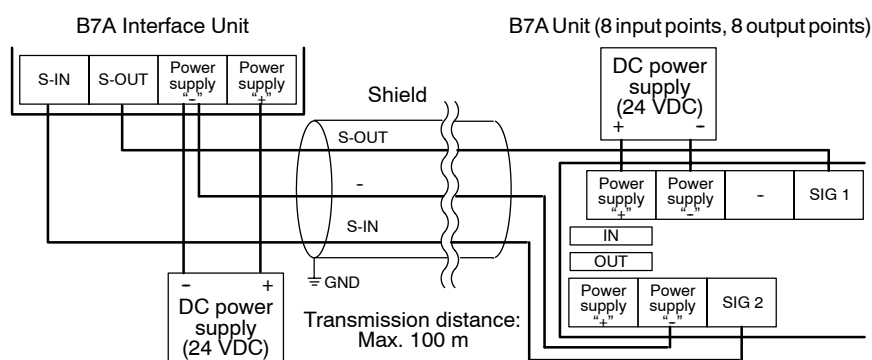 B7A Interface Unit
B7A Unit (8 input points, 8 output points)
S-IN
S-OUT
Power
supply
“-”
Power
supply
“+”
Shield
DC power
supply
(24 VDC)
+
-
S-OUT
-
S-IN
Power
supply
“+”
Power
supply
“-”
-
SIG 1
IN
OUT
GND
-
+
DC power
supply
(24 VDC)
Transmission distance:
Max. 100 m
Power
supply
“+”
Power
supply
“-”
SIG 2